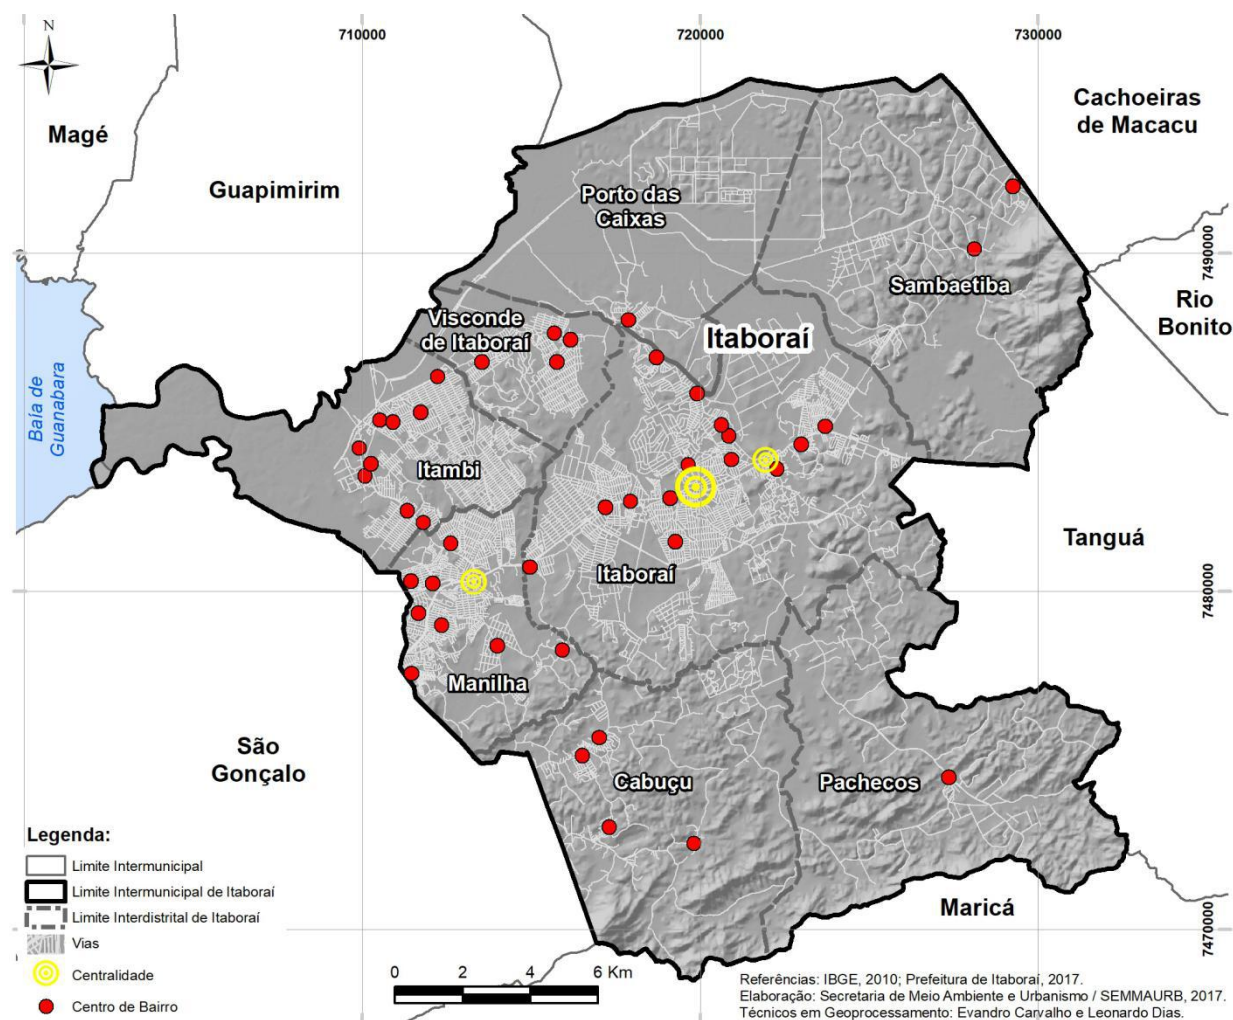 710000
720000
730000
N
Magé
Guapimirim
Cachoeiras
de Macacu
Porto das
Caixas
7490000
Sambaetiba
Rio
Bonito
Visconde
de Itaboraí
Itaboraí
Baía de
Guanabara
Itambi
Tanguá
Itaboraí
7480000
Manilha
São
Gonçalo
Cabuçu
Pachecos
Maricá
7470000
Legenda:
Limite Intermunicipal
Limite Intermunicipal de Itaboraí
Limite Interdistrital de Itaboraí
Vias
Centralidade
Centro de Bairro
0 2 4 6 Km
Referências: IBGE, 2010; Prefeitura de Itaboraí, 2017.
Elaboração: Secretaria de Meio Ambiente e Urbanismo / SEMMAURB, 2017.
Técnicos em Geoprocessamento: Evandro Carvalho e Leonardo Dias.